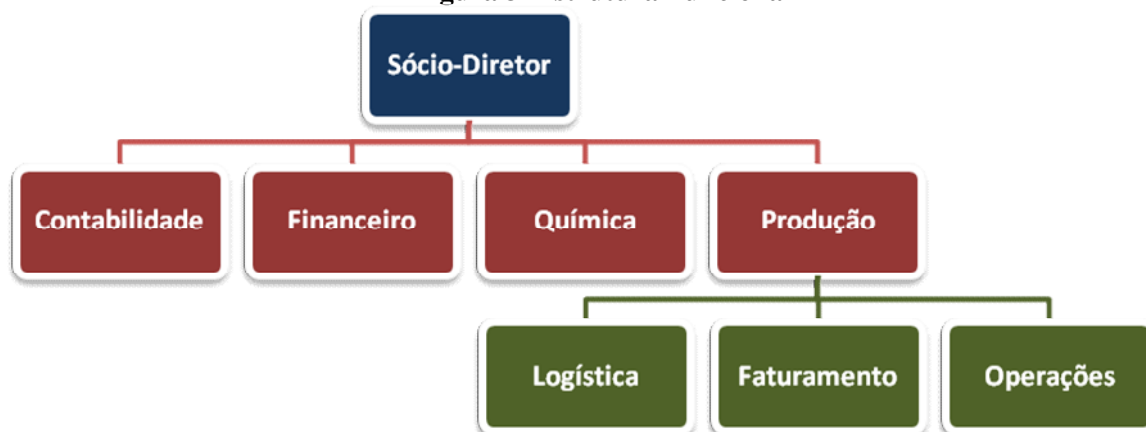 Sócio-Diretor
Contabilidade
Financeiro
Química
Produção
Logística
Faturamento
Operações